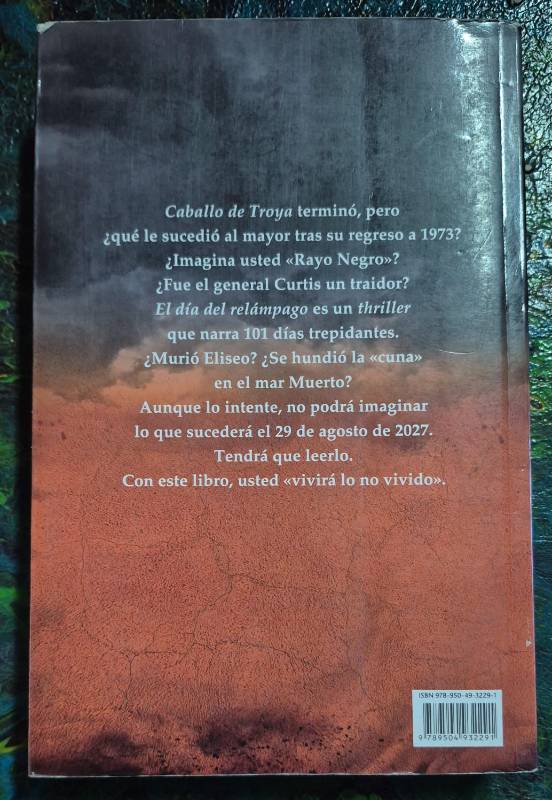 Caballo de Troya terminó, pero
¿qué le sucedió al mayor tras su regreso a 1973?
¿Imagina usted «Rayo Negro»?
¿Fue el general Curtis un traidor?
El día del relámpago es un thriller
que narra 101 días trepidantes.
¿Murió Eliseo? ¿Se hundió la «cuna»
en el mar Muerto?
Aunque lo intente, no podrá imaginar
lo que sucederá el 29 de agosto de 2027.
Tendrá que leerlo.
Con este libro, usted «vivirá lo no vivido».
ISBN 978-950-49-3229-1
9789504932291